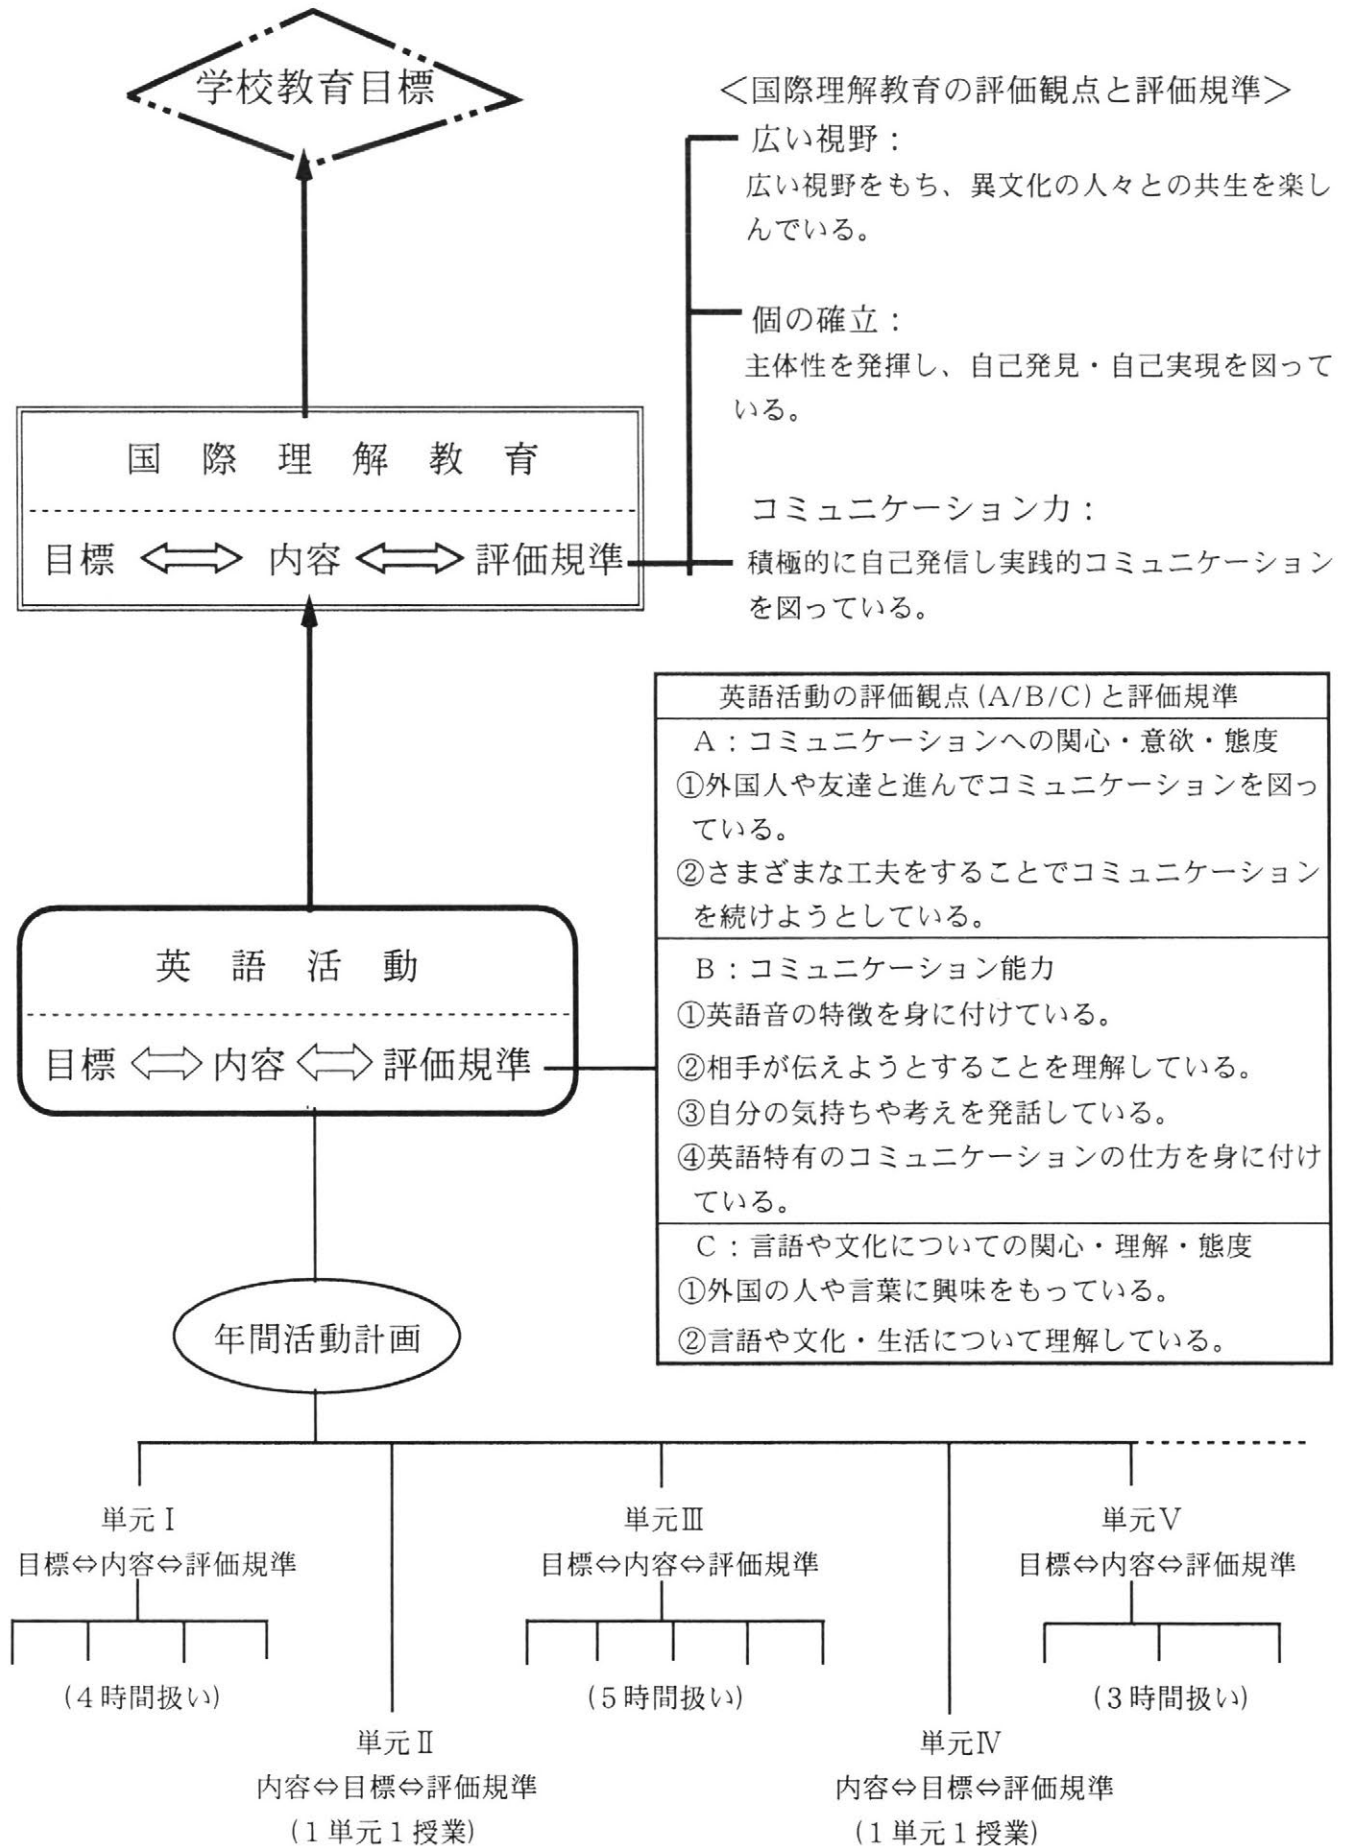 学校教育目標
＜国際理解教育の評価観点と評価規準＞
広い視野：
広い視野をもち、異文化の人々との共生を楽し
んでいる。
個の確立：
主体性を発揮し、自己発見・自己実現を図って
いる。
国際理解教育
コミュニケーション力：
目標 ⇔ 内容 ⇔ 評価規準
積極的に自己発信し実践的コミュニケーション
を図っている。
英語活動の評価観点(A/B/C)と評価規準
A：コミュニケーションへの関心・意欲・態度
①外国人や友達と進んでコミュニケーションを図っ
ている。
②さまざまな工夫をすることでコミュニケーション
を続けようとしている。
B：コミュニケーション能力
①英語音の特徴を身に付けている。
②相手が伝えようとすることを理解している。
③自分の気持ちや考えを発話している。
④英語特有のコミュニケーションの仕方を身に付け
ている。
C：言語や文化についての関心・理解・態度
①外国の人や言葉に興味をもっている。
②言語や文化・生活について理解している。
英語活動
目標 ⇔ 内容 ⇔ 評価規準
年間活動計画
単元Ⅰ
目標⇔内容⇔評価規準
(4時間扱い)
単元Ⅱ
内容⇔目標⇔評価規準
(1単元1授業)
単元Ⅲ
目標⇔内容⇔評価規準
(5時間扱い)
単元Ⅳ
内容⇔目標⇔評価規準
(1単元1授業)
単元Ⅴ
目標⇔内容⇔評価規準
(3時間扱い)